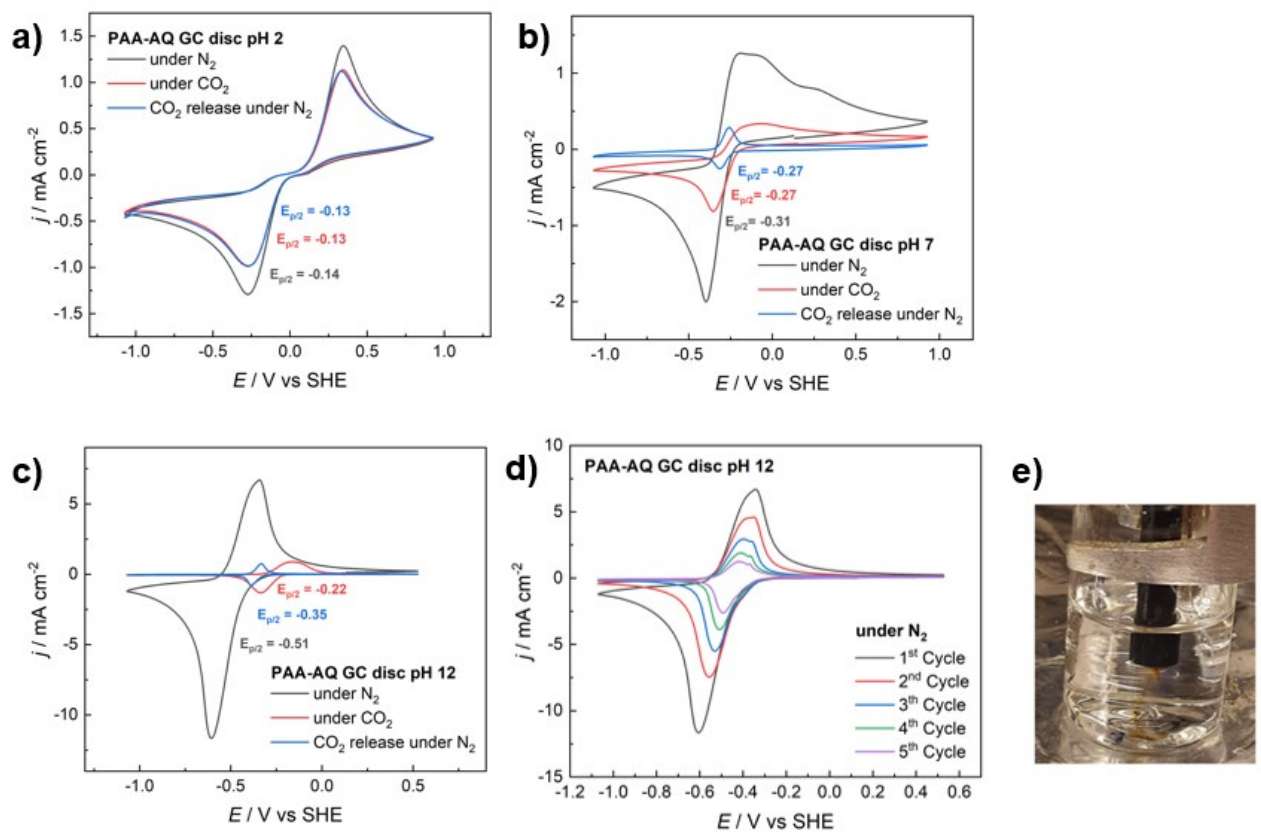 a)
PAA-AQ GC disc pH 2
under N₂
under CO₂
CO₂ release under N₂
1.5
1.0
0.5
0.0
-0.5
-1.0
-1.5
j / mA cm⁻²
Eₚ/₂ = -0.13
Eₚ/₂ = -0.13
Eₚ/₂ = -0.14
-1.0
-0.5
0.0
0.5
1.0
E / V vs SHE
b)
1
0
-1
-2
j / mA cm⁻²
Eₚ/₂ = -0.27
Eₚ/₂ = -0.27
Eₚ/₂= -0.31
PAA-AQ GC disc pH 7
under N₂
under CO₂
CO₂ release under N₂
-1.0
-0.5
0.0
0.5
1.0
E / V vs SHE
c)
5
0
-5
-10
j / mA cm⁻²
Eₚ/₂ = -0.22
Eₚ/₂ = -0.35
Eₚ/₂ = -0.51
PAA-AQ GC disc pH 12
under N₂
under CO₂
CO₂ release under N₂
-1.0
-0.5
0.0
0.5
E / V vs SHE
d)
PAA-AQ GC disc pH 12
10
5
0
-5
-10
-15
j / mA cm⁻²
under N₂
1ˢᵗ Cycle
2ⁿᵈ Cycle
3ᵗʰ Cycle
4ᵗʰ Cycle
5ᵗʰ Cycle
-1.2
-1.0
-0.8
-0.6
-0.4
-0.2
0.0
0.2
0.4
0.6
E / V vs SHE
e)